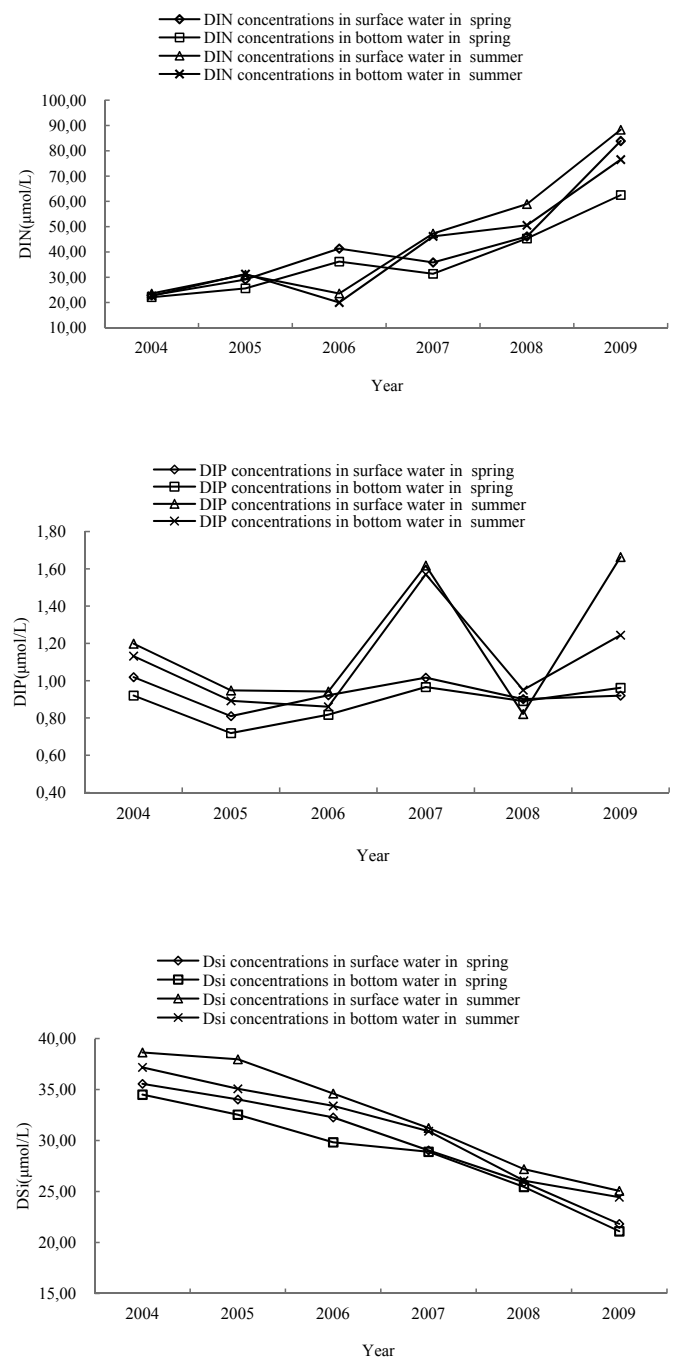 DIN concentrations in surface water in spring
DIN concentrations in bottom water in spring
DIN concentrations in surface water in summer
DIN concentrations in bottom water in summer
DIN(μmol/L)
100,00
90,00
80,00
70,00
60,00
50,00
40,00
30,00
20,00
10,00
2004 2005 2006 2007 2008 2009
Year
DIP concentrations in surface water in spring
DIP concentrations in bottom water in spring
DIP concentrations in surface water in summer
DIP concentrations in bottom water in summer
DIP(μmol/L)
1,80
1,60
1,40
1,20
1,00
0,80
0,60
0,40
2004 2005 2006 2007 2008 2009
Year
Dsi concentrations in surface water in spring
Dsi concentrations in bottom water in spring
Dsi concentrations in surface water in summer
Dsi concentrations in bottom water in summer
DSi(μmol/L)
40,00
35,00
30,00
25,00
20,00
15,00
2004 2005 2006 2007 2008 2009
Year